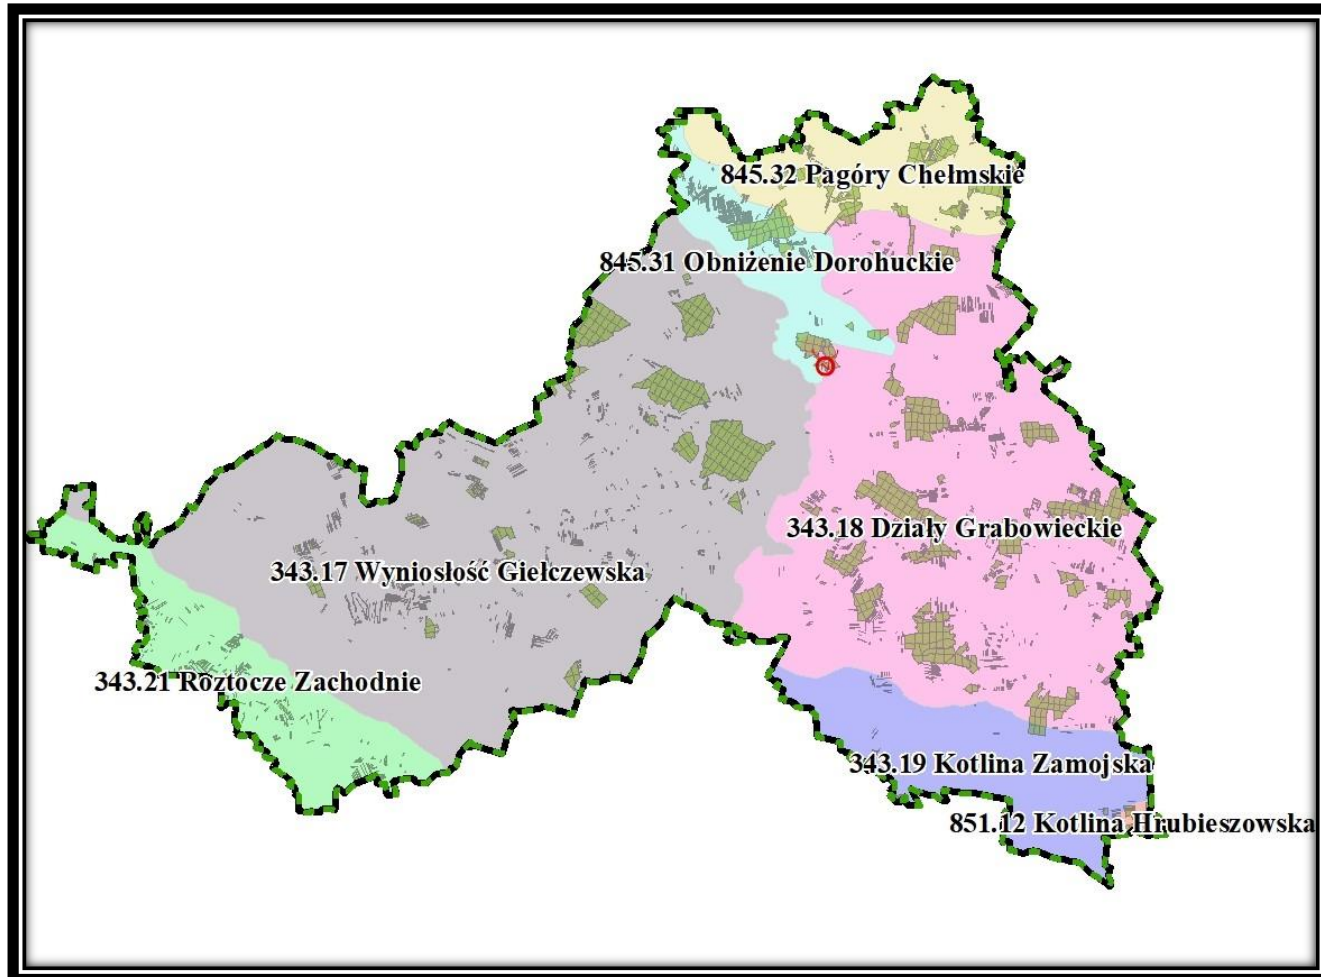 845.32 Pagóry Chełmskie
845.31 Obniżenie Dorohuckie
343.18 Działy Grabowieckie
343.17 Wyniosłość Giełczewska
343.21 Roztocze Zachodnie
343.19 Kotlina Zamojska
851.12 Kotlina Hrubieszowska